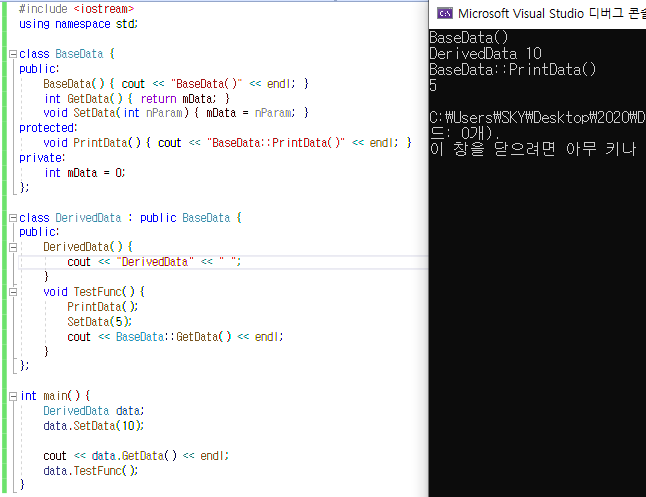 #include <iostream>
using namespace std;

class BaseData {
public:
    BaseData() { cout << "BaseData()" << endl; }
    int GetData() { return mData; }
    void SetData(int nParam) { mData = nParam; }
protected:
    void PrintData() { cout << "BaseData::PrintData()" << endl; }
private:
    int mData = 0;
};

class DerivedData : public BaseData {
public:
    DerivedData() {
        cout << "DerivedData" << " ";
    }
    void TestFunc() {
        PrintData();
        SetData(5);
        cout << BaseData::GetData() << endl;
    }
};

int main() {
    DerivedData data;
    data.SetData(10);

    cout << data.GetData() << endl;
    data.TestFunc();
}
Microsoft Visual Studio 디버그 콘솔
BaseData()
DerivedData 10
BaseData::PrintData()
5
C:₩Users₩SKY₩Desktop₩2020₩D
드: 0개).
이 창을 닫으려면 아무 키나